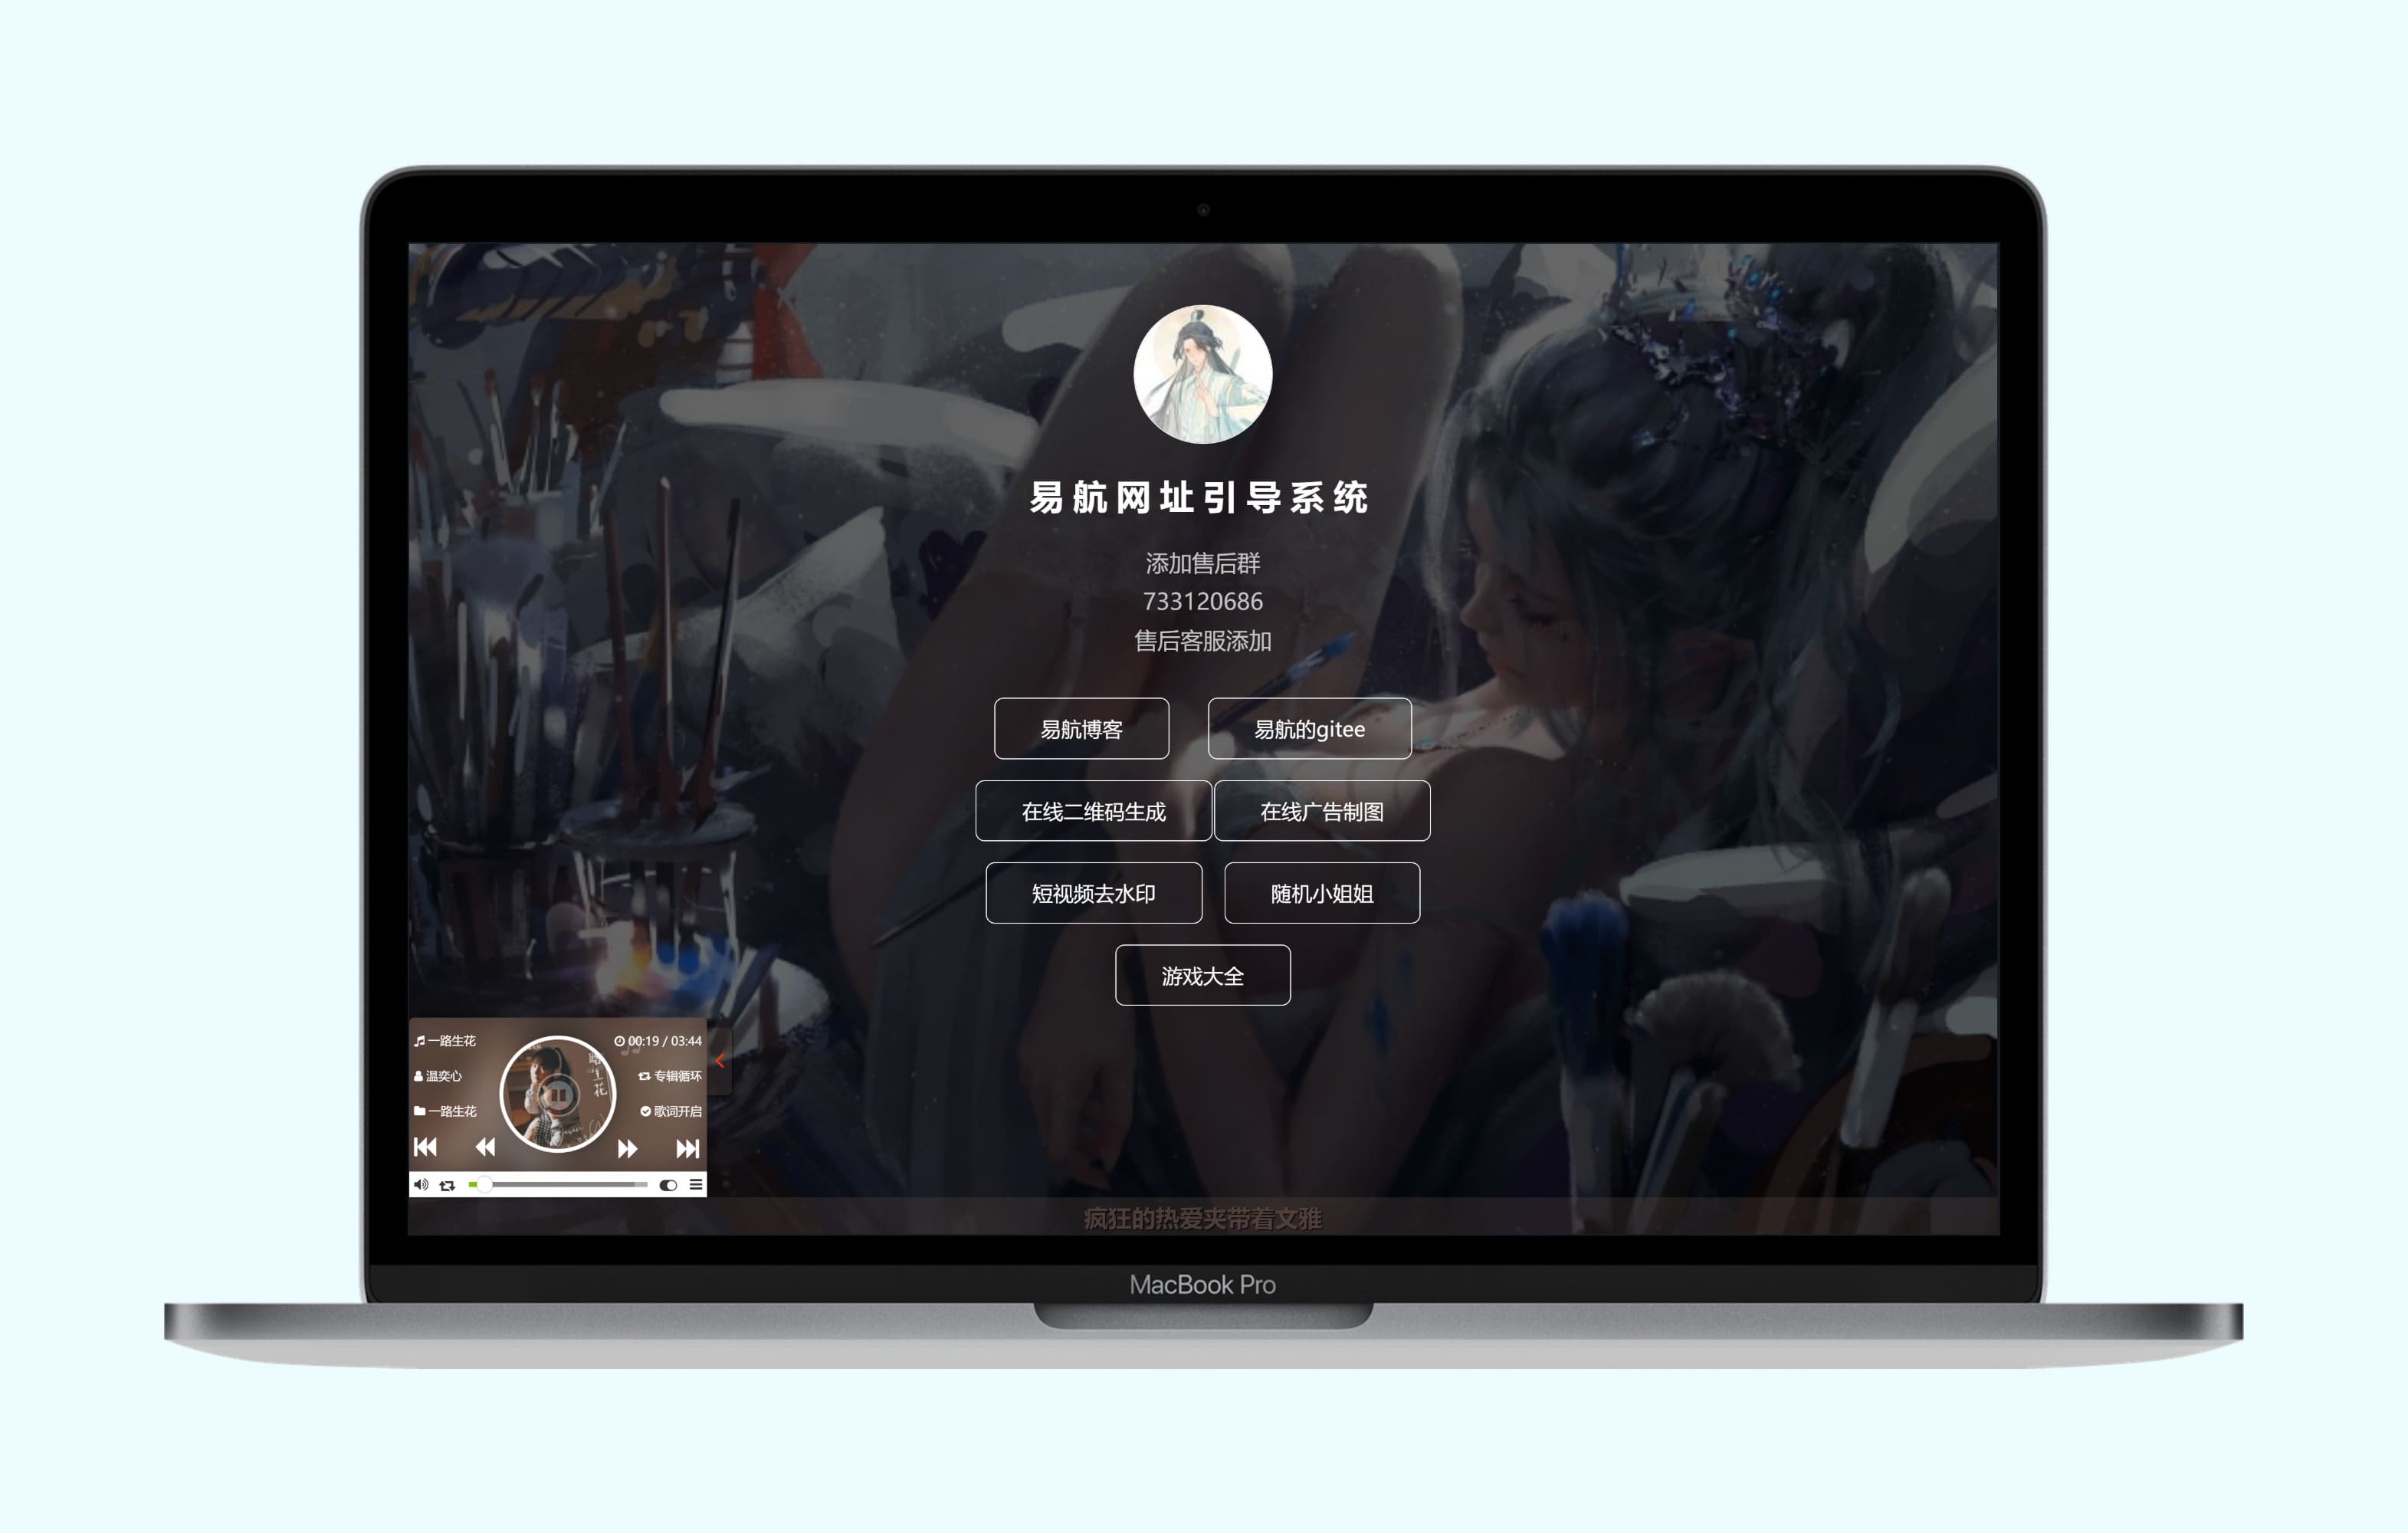 易航网址引导系统
添加售后群
733120686
售后客服添加
易航博客
易航的gitee
在线二维码生成
在线广告制图
短视频去水印
随机小姐姐
游戏大全
一路生花
00:19 / 03:44
温奕心
专辑循环
一路生花
歌词开启
疯狂的热爱夹带着文雅
MacBook Pro